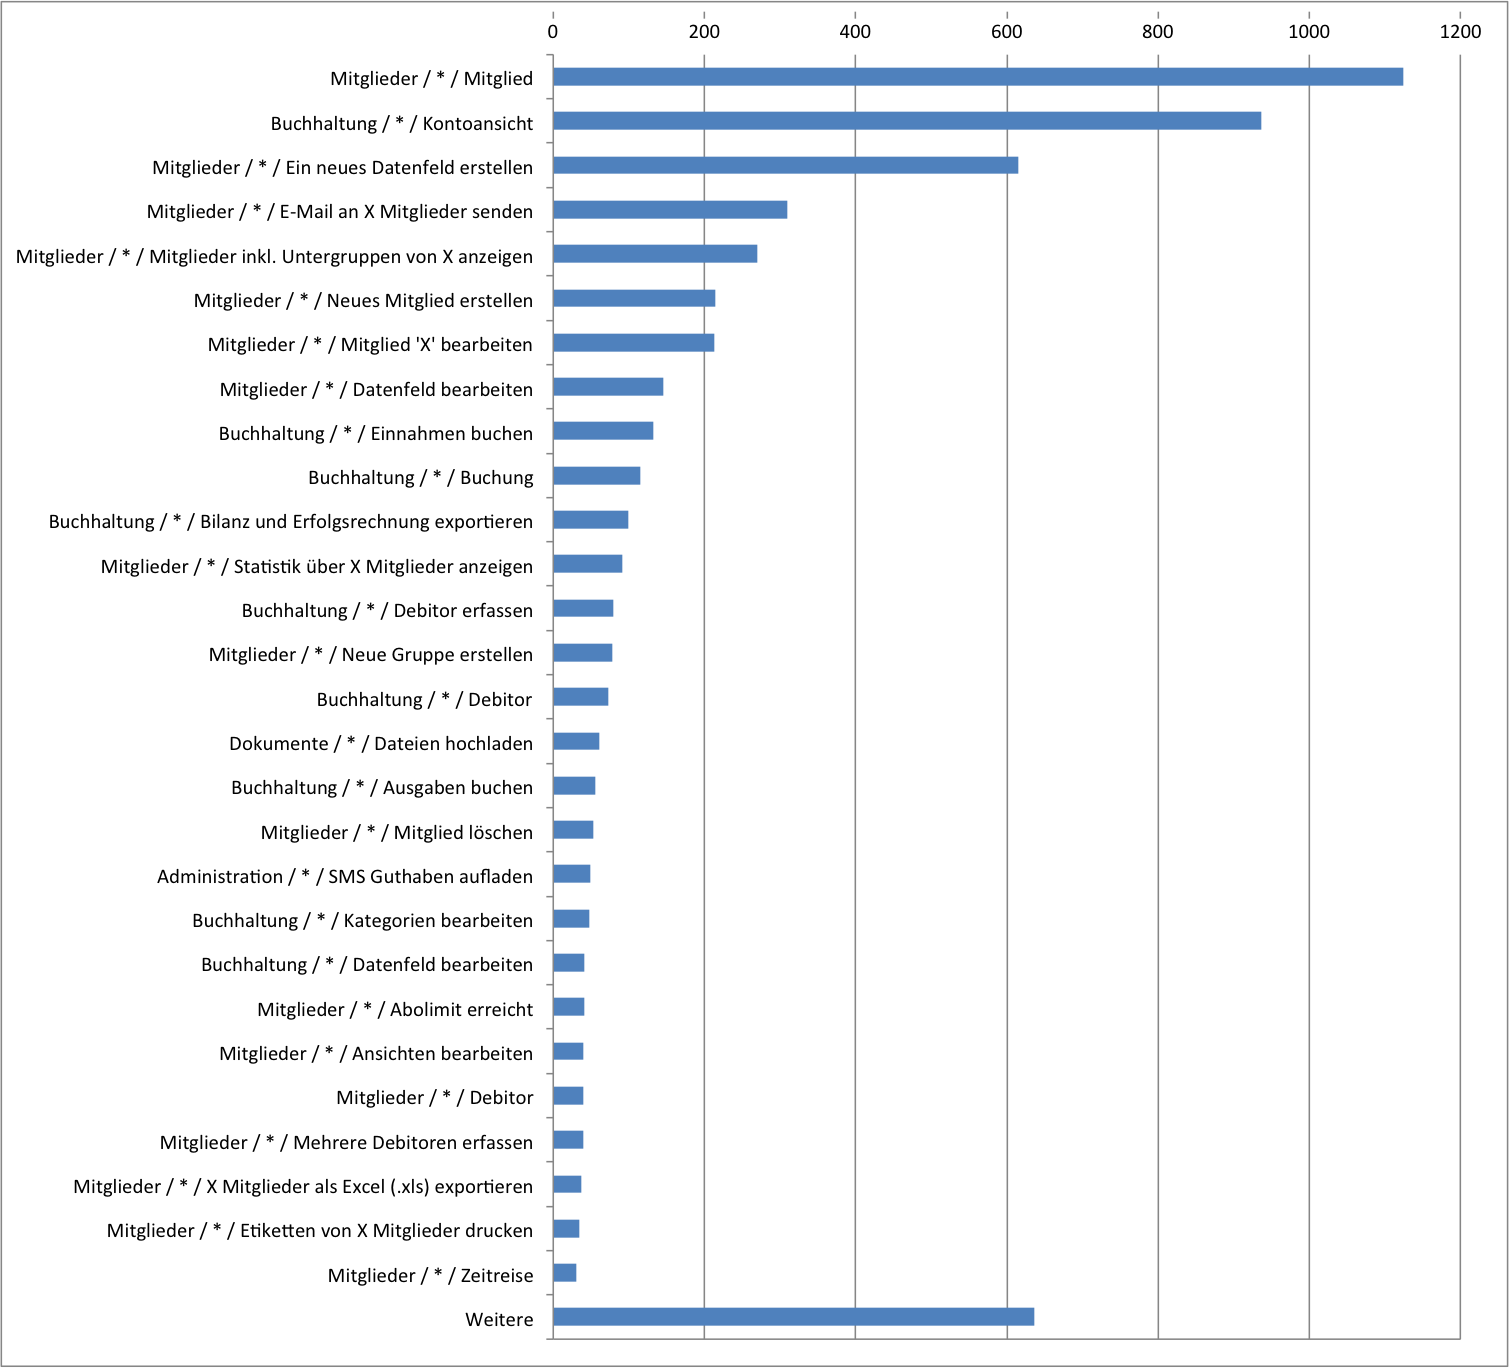 0 200 400 600 800 1000 1200
Mitglieder / * / Mitglied
Buchhaltung / * / Kontoansicht
Mitglieder / * / Ein neues Datenfeld erstellen
Mitglieder / * / E-Mail an X Mitglieder senden
Mitglieder / * / Mitglieder inkl. Untergruppen von X anzeigen
Mitglieder / * / Neues Mitglied erstellen
Mitglieder / * / Mitglied 'X' bearbeiten
Mitglieder / * / Datenfeld bearbeiten
Buchhaltung / * / Einnahmen buchen
Buchhaltung / * / Buchung
Buchhaltung / * / Bilanz und Erfolgsrechnung exportieren
Mitglieder / * / Statistik über X Mitglieder anzeigen
Buchhaltung / * / Debitor erfassen
Mitglieder / * / Neue Gruppe erstellen
Buchhaltung / * / Debitor
Dokumente / * / Dateien hochladen
Buchhaltung / * / Ausgaben buchen
Mitglieder / * / Mitglied löschen
Administration / * / SMS Guthaben aufladen
Buchhaltung / * / Kategorien bearbeiten
Buchhaltung / * / Datenfeld bearbeiten
Mitglieder / * / Abolimit erreicht
Mitglieder / * / Ansichten bearbeiten
Mitglieder / * / Debitor
Mitglieder / * / Mehrere Debitoren erfassen
Mitglieder / * / X Mitglieder als Excel (.xls) exportieren
Mitglieder / * / Etiketten von X Mitglieder drucken
Mitglieder / * / Zeitreise
Weitere